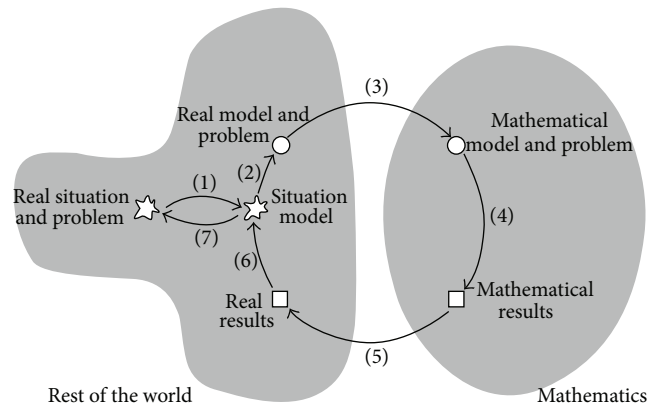 (3)
Real model and
problem
Mathematical
model and problem
(1)
(2)
Real situation
and problem
Situation
model
(4)
(7)
(6)
Real
results
Mathematical
results
(5)
Rest of the world
Mathematics